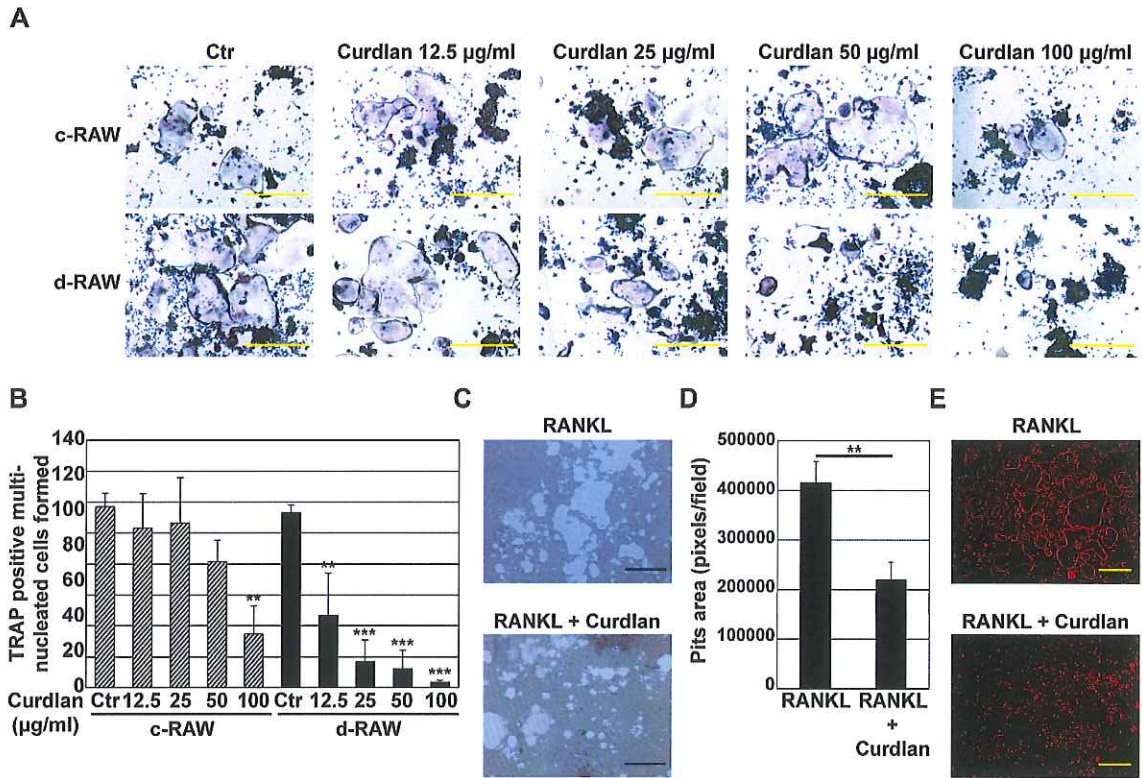 A
Ctr
Curdlan 12.5 µg/ml
Curdlan 25 µg/ml
Curdlan 50 µg/ml
Curdlan 100 µg/ml
c-RAW
d-RAW
B
TRAP positive multi-
nucleated cells formed
140
120
100
80
60
40
20
0
**
**
***
***
***
Curdlan
(µg/ml)
Ctr 12.5 25 50 100
Ctr 12.5 25 50 100
c-RAW
d-RAW
C
RANKL
RANKL + Curdlan
D
Pits area (pixels/field)
500000
400000
300000
200000
100000
0
**
RANKL
RANKL
+
Curdlan
E
RANKL
RANKL + Curdlan